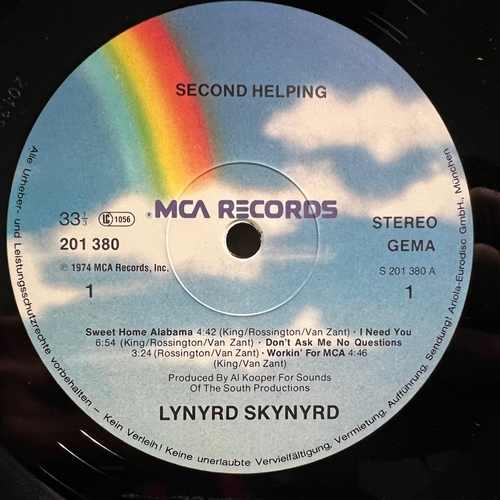 SECOND HELPING
33⅓
LC 1056
MCA RECORDS
STEREO
201 380
GEMA
℗ 1974 MCA Records, Inc.
S 201 380 A
1
1
Sweet Home Alabama 4:42 (King/Rossington/Van Zant) · I Need You
6:54 (King/Rossington/Van Zant) · Don't Ask Me No Questions
3:24 (Rossington/Van Zant) · Workin' For MCA 4:46
(King/Van Zant)
Produced By Al Kooper For Sounds
Of The South Productions
LYNYRD SKYNYRD
Alle Urheber- und Leistungsschutzrechte vorbehalten – Kein Verleih! Keine unerlaubte Vervielfältigung, Vermietung, Aufführung, Sendung! Ariola-Eurodisc GmbH., München